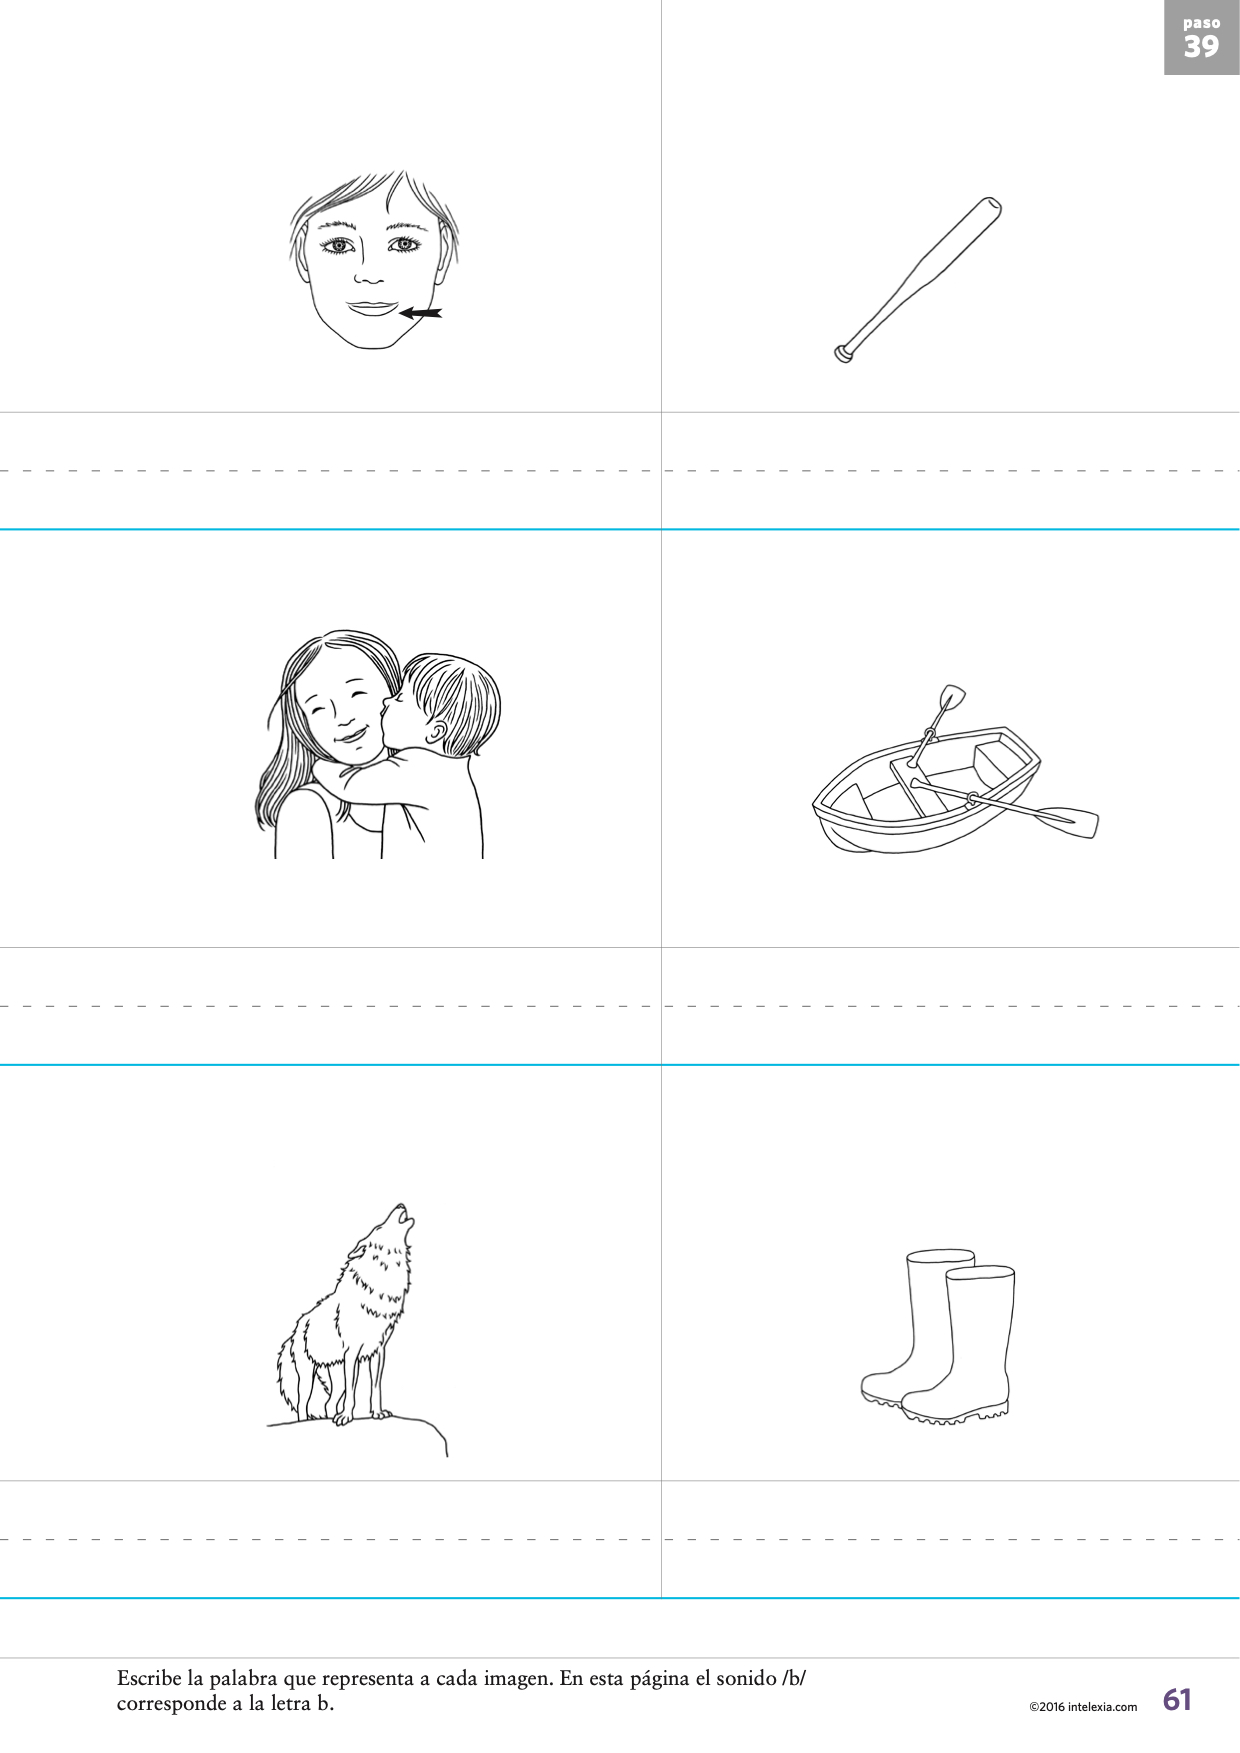 paso
39
Escribe la palabra que representa a cada imagen. En esta página el sonido /b/
corresponde a la letra b.
©2016 intelexia.com
61